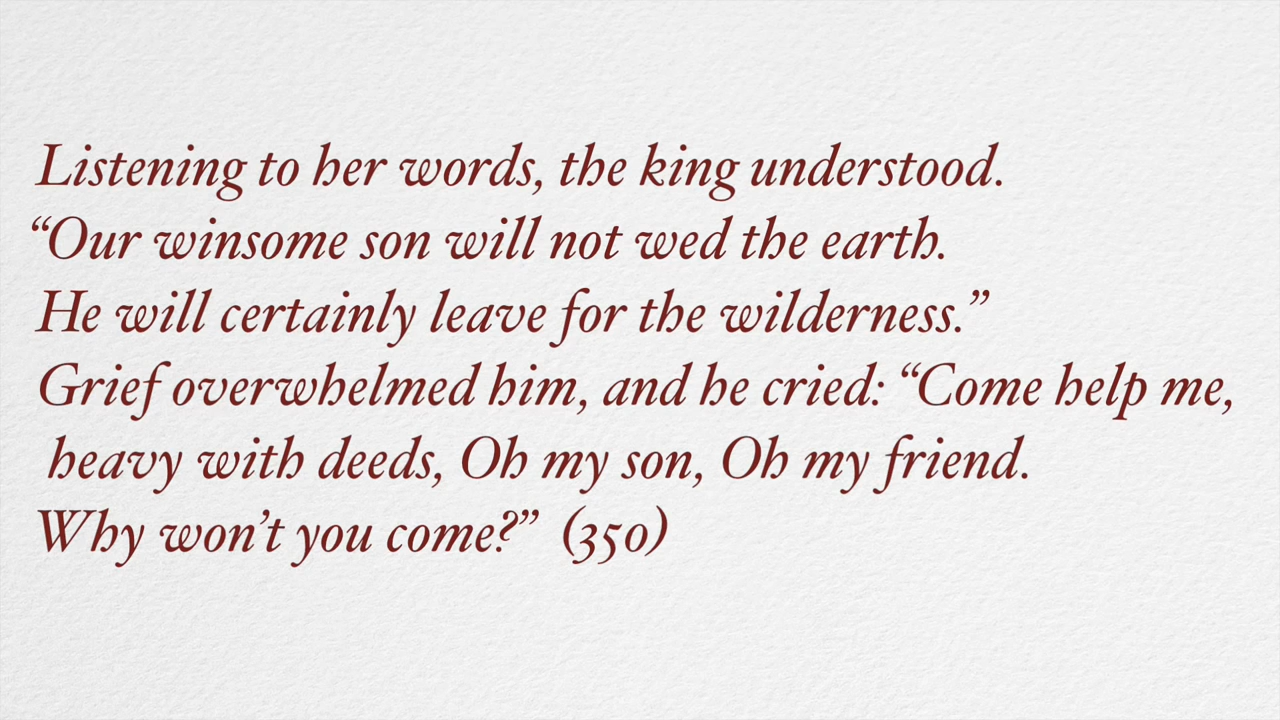 Listening to her words, the king understood.
“Our winsome son will not wed the earth.
He will certainly leave for the wilderness.”
Grief overwhelmed him, and he cried: “Come help me,
heavy with deeds, Oh my son, Oh my friend.
Why won’t you come?” (350)